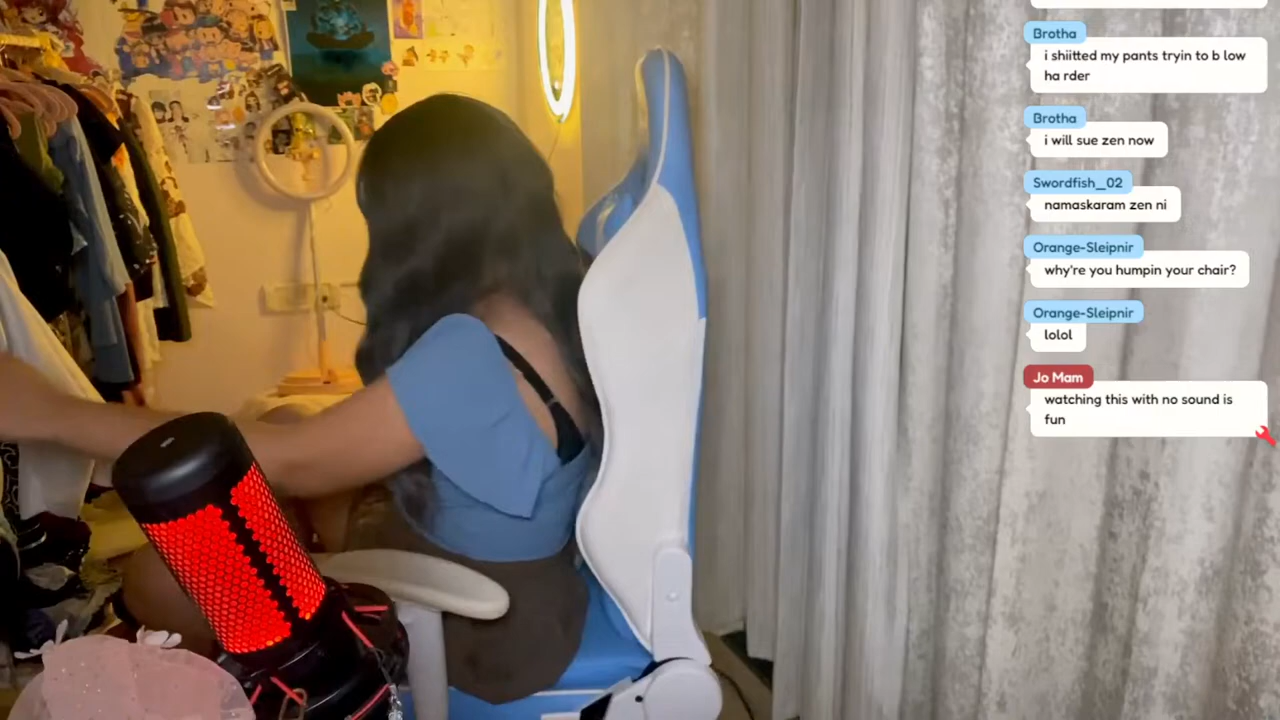 Brotha
i shiitted my pants tryin to b low
ha rder
Brotha
i will sue zen now
Swordfish_02
namaskaram zen ni
Orange-Sleipnir
why're you humpin your chair?
Orange-Sleipnir
lolol
Jo Mam
watching this with no sound is
fun